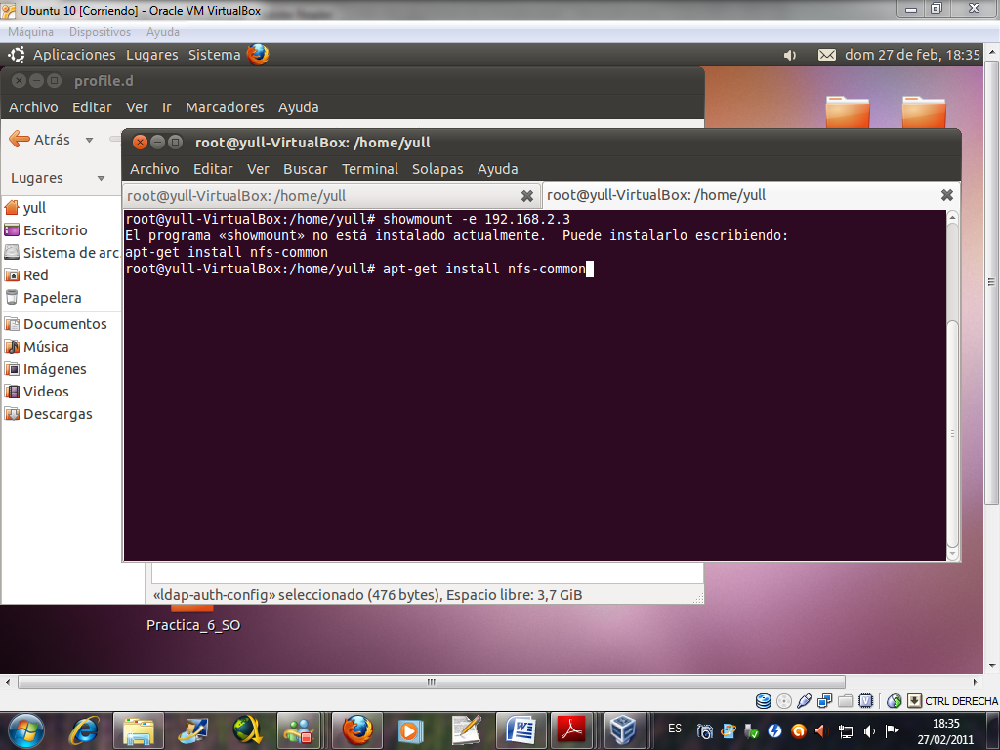 Ubuntu 10 [Corriendo] - Oracle VM VirtualBox
Máquina Dispositivos Ayuda
Aplicaciones Lugares Sistema dom 27 de feb, 18:35
profile.d
Archivo Editar Ver Ir Marcadores Ayuda
Atrás
root@yull-VirtualBox: /home/yull
Archivo Editar Ver Buscar Terminal Solapas Ayuda
root@yull-VirtualBox: /home/yull root@yull-VirtualBox: /home/yull
root@yull-VirtualBox:/home/yull# showmount -e 192.168.2.3
El programa «showmount» no está instalado actualmente.  Puede instalarlo escribiendo:
apt-get install nfs-common
root@yull-VirtualBox:/home/yull# apt-get install nfs-common
Lugares
yull
Escritorio
Sistema de arc
Red
Papelera
Documentos
Música
Imágenes
Videos
Descargas
«ldap-auth-config» seleccionado (476 bytes), Espacio libre: 3,7 GiB
Practica_6_SO
CTRL DERECHA
ES
18:35
27/02/2011